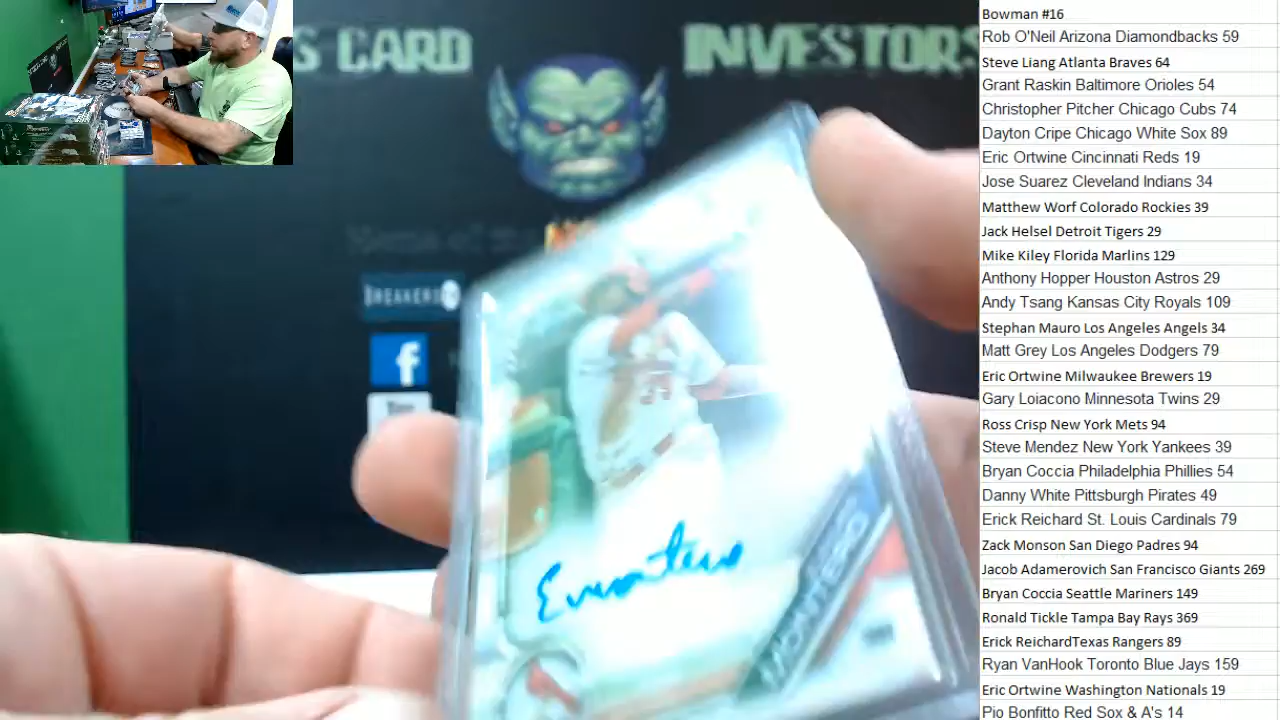 S CARD INVESTORS
BREAKERS
f
MONTERO
Bowman #16
Rob O'Neil Arizona Diamondbacks 59
Steve Liang Atlanta Braves 64
Grant Raskin Baltimore Orioles 54
Christopher Pitcher Chicago Cubs 74
Dayton Cripe Chicago White Sox 89
Eric Ortwine Cincinnati Reds 19
Jose Suarez Cleveland Indians 34
Matthew Worf Colorado Rockies 39
Jack Helsel Detroit Tigers 29
Mike Kiley Florida Marlins 129
Anthony Hopper Houston Astros 29
Andy Tsang Kansas City Royals 109
Stephan Mauro Los Angeles Angels 34
Matt Grey Los Angeles Dodgers 79
Eric Ortwine Milwaukee Brewers 19
Gary Loiacono Minnesota Twins 29
Ross Crisp New York Mets 94
Steve Mendez New York Yankees 39
Bryan Coccia Philadelphia Phillies 54
Danny White Pittsburgh Pirates 49
Erick Reichard St. Louis Cardinals 79
Zack Monson San Diego Padres 94
Jacob Adamerovich San Francisco Giants 269
Bryan Coccia Seattle Mariners 149
Ronald Tickle Tampa Bay Rays 369
Erick ReichardTexas Rangers 89
Ryan VanHook Toronto Blue Jays 159
Eric Ortwine Washington Nationals 19
Pio Bonfitto Red Sox & A's 14